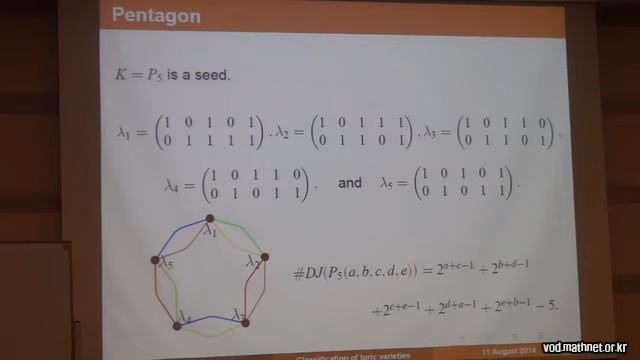 Pentagon
K = P₅ is a seed.
λ₁ = (1 0 1 0 1 / 0 1 1 1 1), λ₂ = (1 0 1 1 1 / 0 1 1 0 1), λ₃ = (1 0 1 1 0 / 0 1 1 0 1),
λ₄ = (1 0 1 1 0 / 0 1 0 1 1), and λ₅ = (1 0 1 0 1 / 0 1 0 1 1).
λ₁
λ₅ λ₂
λ₄ λ₃
#DJ(P₅(a, b, c, d, e)) = 2^{a+c−1} + 2^{b+d−1}
+2^{c+e−1} + 2^{d+a−1} + 2^{e+b−1} − 5.
Classification of toric varieties 11 August 2014
vod.mathnet.or.kr